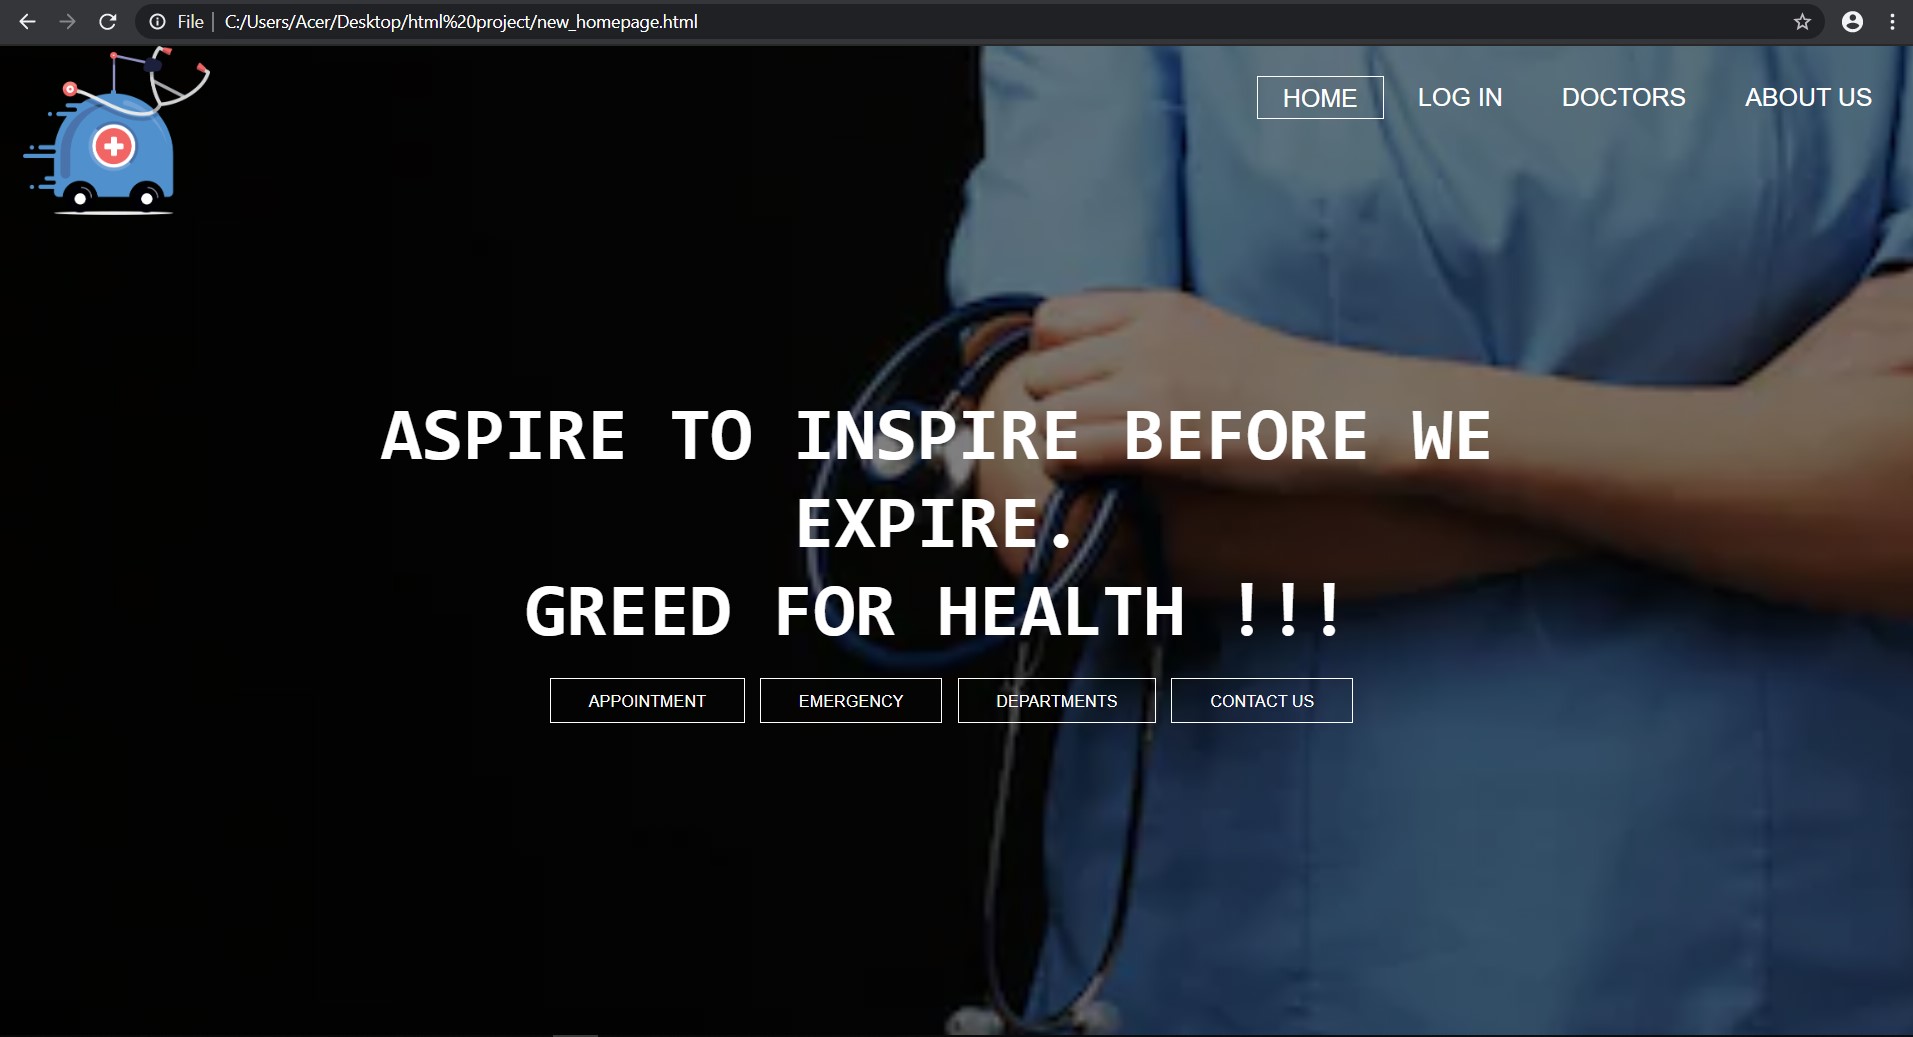 File | C:/Users/Acer/Desktop/html%20project/new_homepage.html
HOME LOG IN DOCTORS ABOUT US
ASPIRE TO INSPIRE BEFORE WE
EXPIRE.
GREED FOR HEALTH !!!
APPOINTMENT EMERGENCY DEPARTMENTS CONTACT US